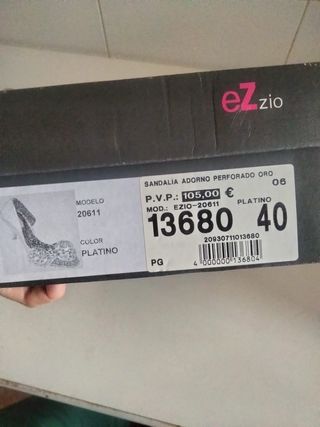 eZzio
MODELO
20611
COLOR
PLATINO
SANDALIA ADORNO PERFORADO ORO
06
P.V.P.: 105,00 €
MOD.: EZIO-20611 PLATINO
13680 40
20930711013680
PG
4 000000 136804